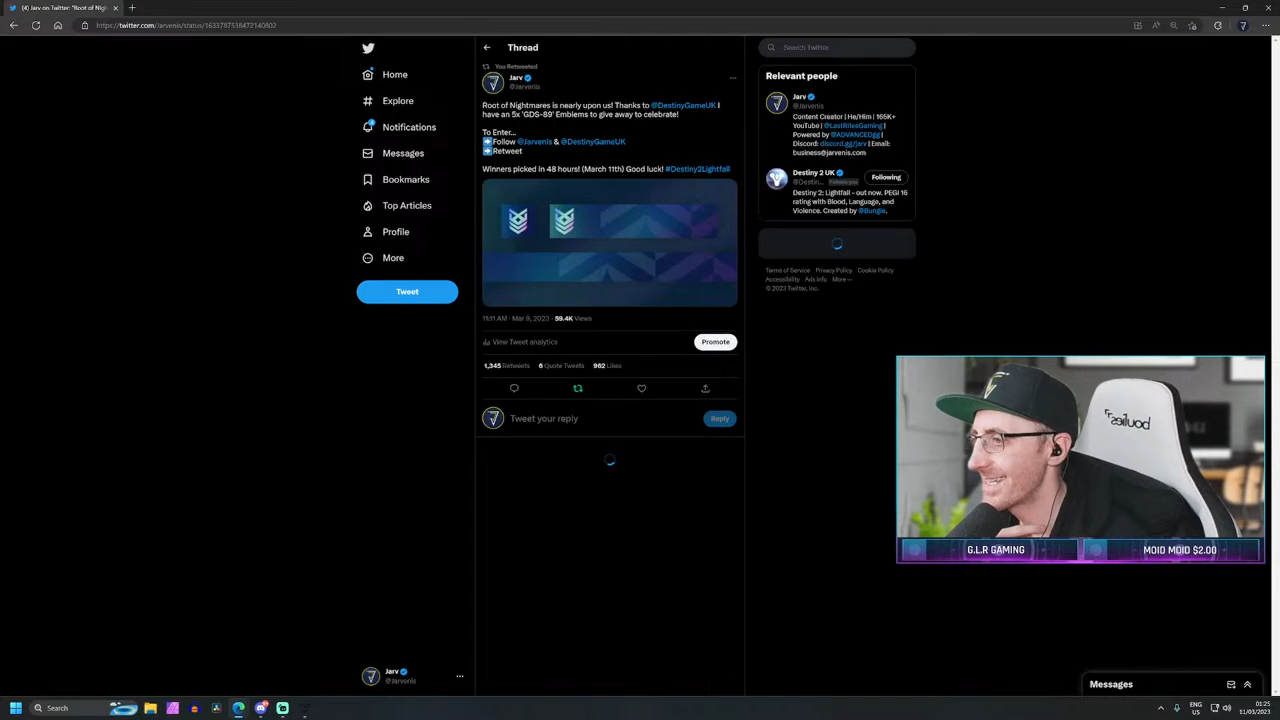 (4) Jarv on Twitter: "Root of Nigh
https://twitter.com/Jarvenis/status/1633787538472140802
Home
Explore
Notifications
Messages
Bookmarks
Top Articles
Profile
More
Tweet
Jarv
@Jarvenis
Thread
You Retweeted
Jarv
@Jarvenis
Root of Nightmares is nearly upon us! Thanks to @DestinyGameUK I
have an 5x 'GDS-89' Emblems to give away to celebrate!
To Enter...
➡Follow @Jarvenis & @DestinyGameUK
➡Retweet
Winners picked in 48 hours! (March 11th) Good luck! #Destiny2Lightfall
11:11 AM · Mar 9, 2023 · 59.4K Views
View Tweet analytics
Promote
1,345 Retweets 6 Quote Tweets 962 Likes
Tweet your reply
Reply
Search Twitter
Relevant people
Jarv
@Jarvenis
Content Creator | He/Him | 165K+
YouTube | @LastRitesGaming |
Powered by @ADVANCEDgg |
Discord: discord.gg/jarv | Email:
business@jarvenis.com
Destiny 2 UK
@Destin... Follows you
Following
Destiny 2: Lightfall - out now. PEGI 16
rating with Blood, Language, and
Violence. Created by @Bungie.
Terms of Service Privacy Policy Cookie Policy
Accessibility Ads info More ···
© 2023 Twitter, Inc.
boulies
G.L.R GAMING
MOID MOID $2.00
Messages
Search
ENG
US
01:25
11/03/2023